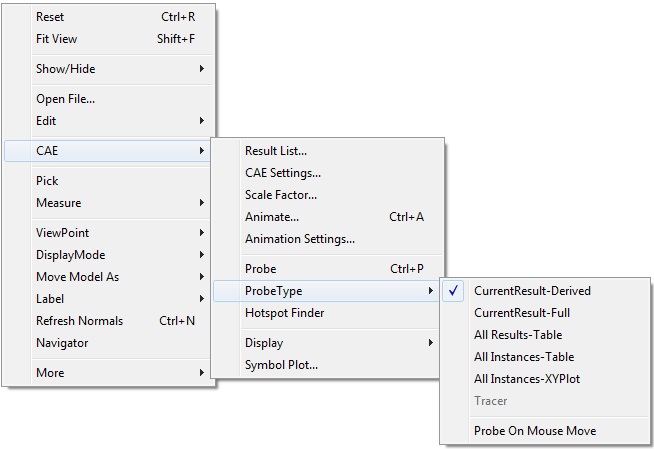 Reset Ctrl+R
Fit View Shift+F
Show/Hide
Open File...
Edit
CAE
Pick
Measure
ViewPoint
DisplayMode
Move Model As
Label
Refresh Normals Ctrl+N
Navigator
More
Result List...
CAE Settings...
Scale Factor...
Animate... Ctrl+A
Animation Settings...
Probe Ctrl+P
ProbeType
Hotspot Finder
Display
Symbol Plot...
CurrentResult-Derived
CurrentResult-Full
All Results-Table
All Instances-Table
All Instances-XYPlot
Tracer
Probe On Mouse Move